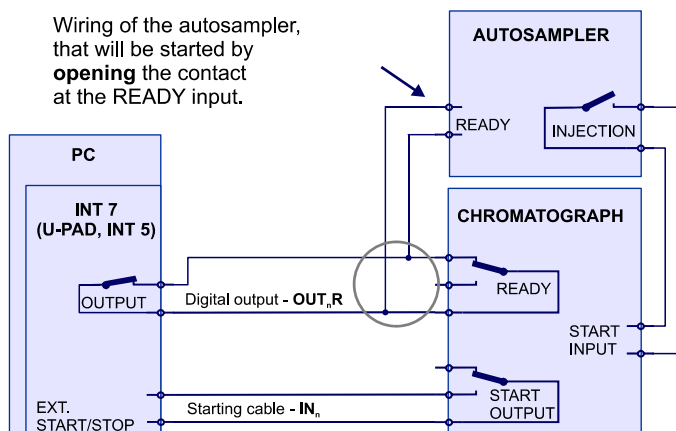 Wiring of the autosampler,
that will be started by
opening the contact
at the READY input.
AUTOSAMPLER
READY
INJECTION
PC
INT 7
(U-PAD, INT 5)
OUTPUT
Digital output - OUTₙR
CHROMATOGRAPH
READY
START
INPUT
START
OUTPUT
EXT.
START/STOP
Starting cable - INₙ